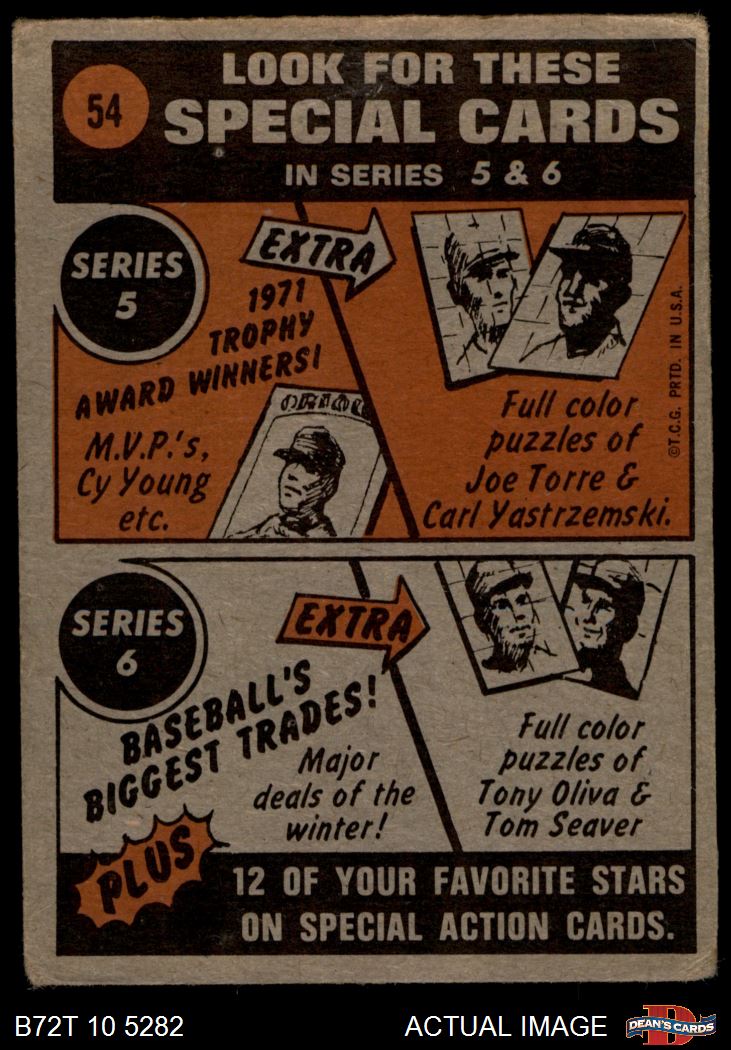 54
LOOK FOR THESE
SPECIAL CARDS
IN SERIES 5 & 6
SERIES
5
EXTRA
1971
TROPHY
AWARD WINNERS!
M.V.P.'s,
Cy Young
etc.
ORIOL
Full color
puzzles of
Joe Torre &
Carl Yastrzemski.
©T.C.G. PRTD. IN U.S.A.
SERIES
6
EXTRA
BASEBALL'S
BIGGEST TRADES!
Major
deals of the
winter!
Full color
puzzles of
Tony Oliva &
Tom Seaver
PLUS
12 OF YOUR FAVORITE STARS
ON SPECIAL ACTION CARDS.
B72T 10 5282
ACTUAL IMAGE
DEAN'S CARDS